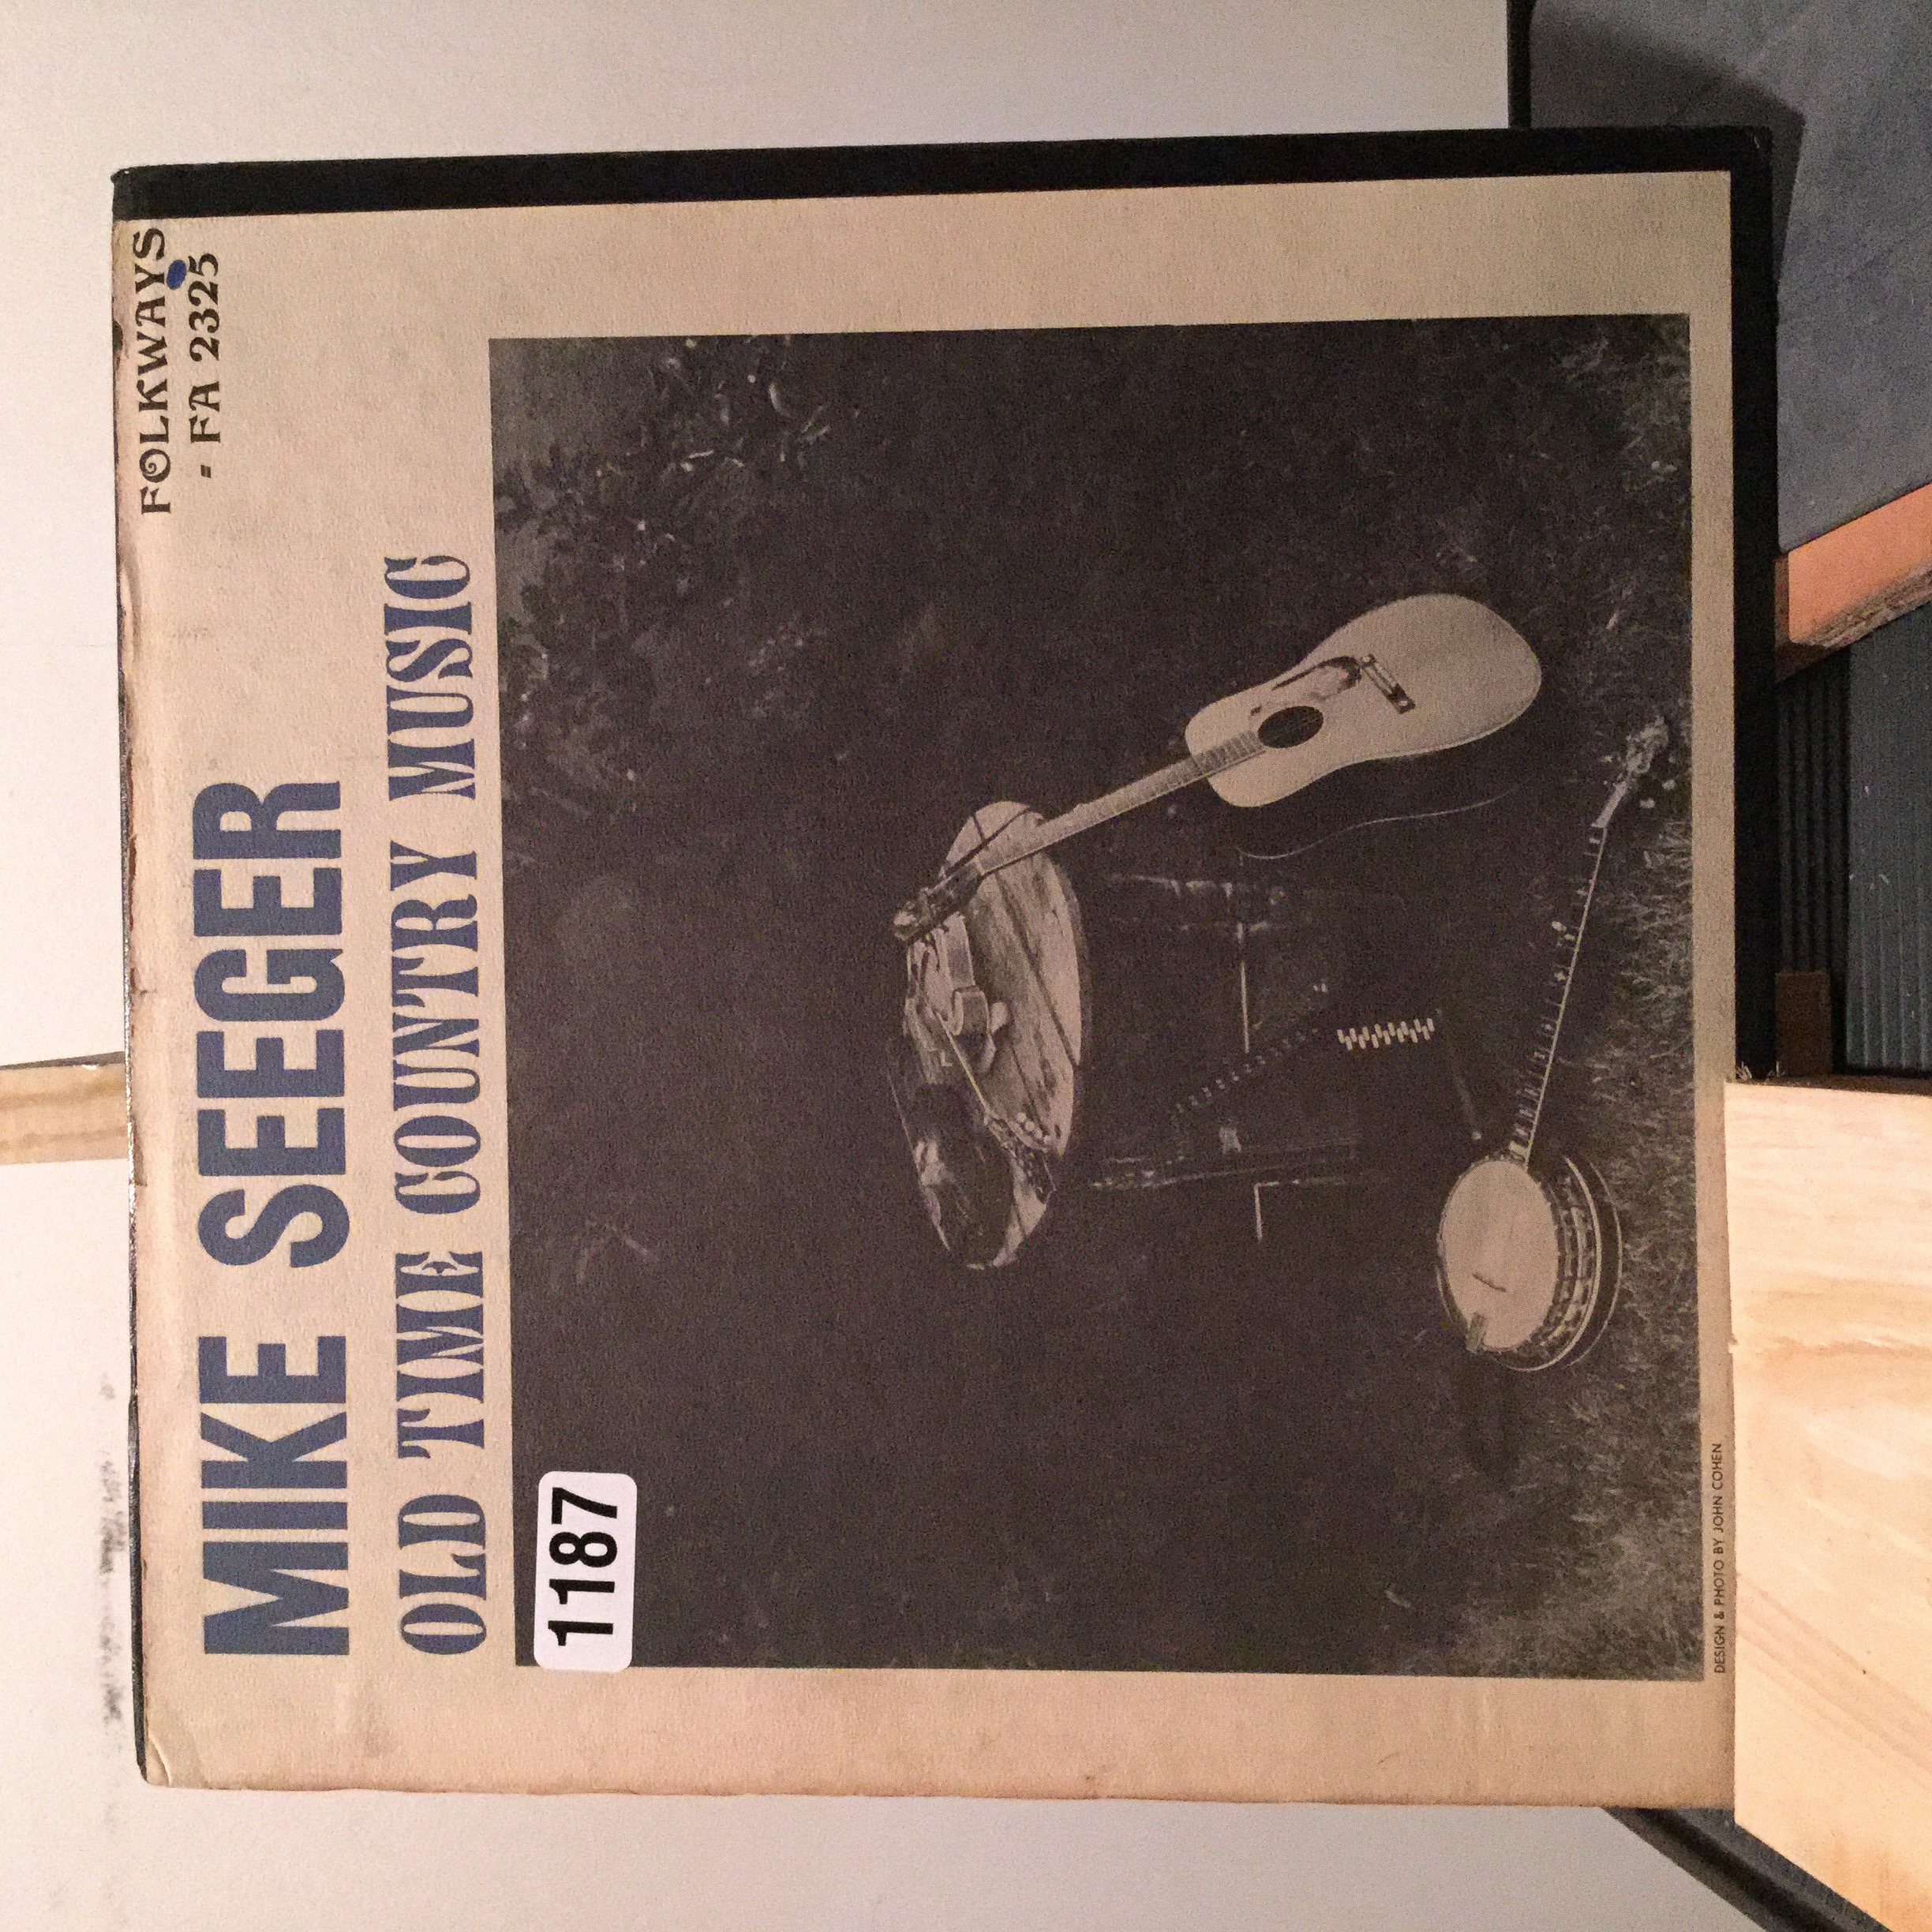 FOLKWAYS
- FA 2325
MIKE SEEGER
OLD TIME COUNTRY MUSIC
1187
DESIGN & PHOTO BY JOHN COHEN